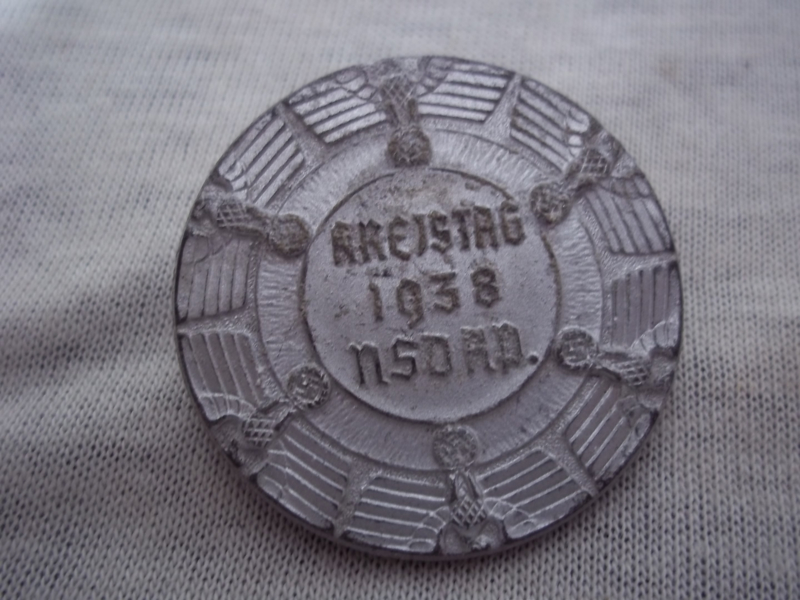 KREISTAG
1938
NSDAP.